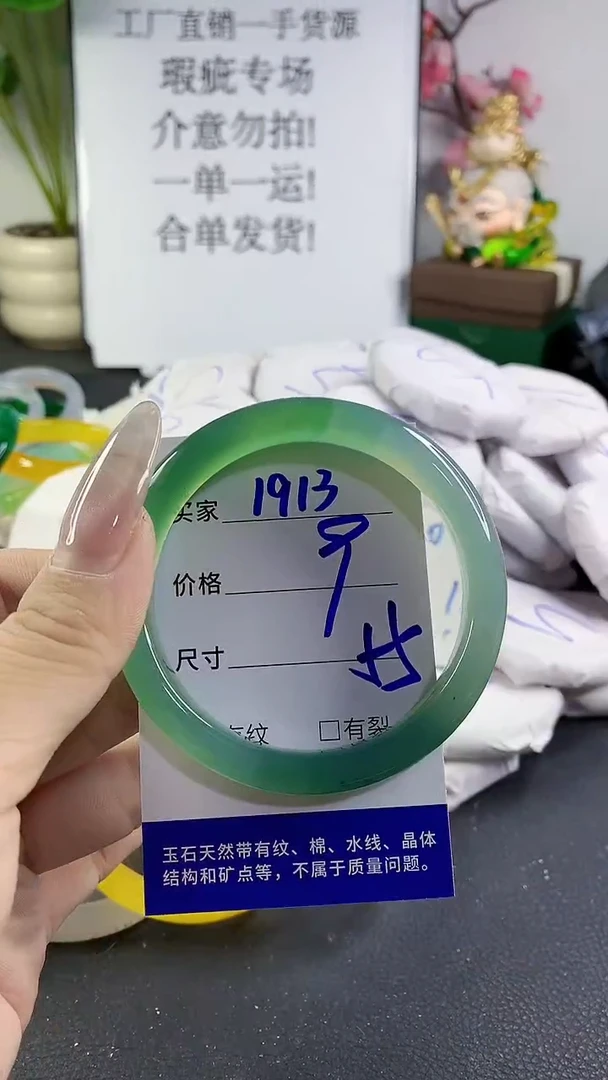 工厂直销一手货源
瑕疵专场
介意勿拍!
一单一运!
合单发货!
买家 1913
价格 9
尺寸
纹 □有裂
玉石天然带有纹、棉、水线、晶体
结构和矿点等，不属于质量问题。